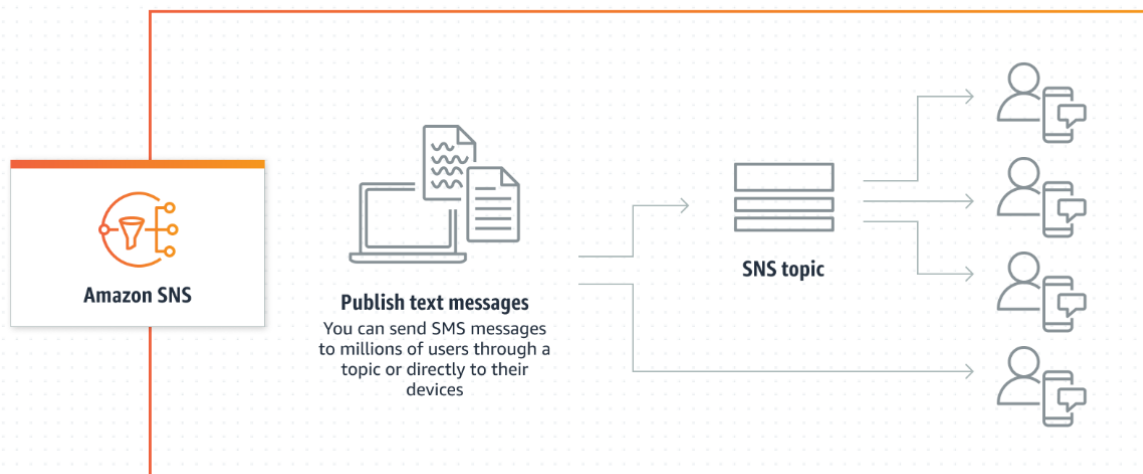 Amazon SNS
Publish text messages
You can send SMS messages
to millions of users through a
topic or directly to their
devices
SNS topic